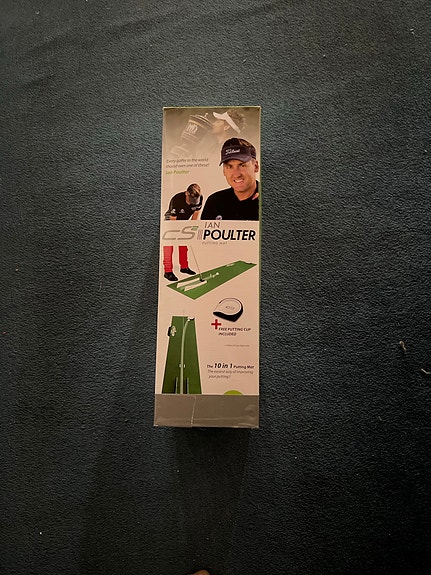 "Every golfer in the world
should own one of these!"
Ian Poulter
Titleist
CS
IAN
POULTER
PUTTING MAT
+FREE PUTTING CUP
INCLUDED
The 10 in 1 Putting Mat
The easiest way of improving
your putting!